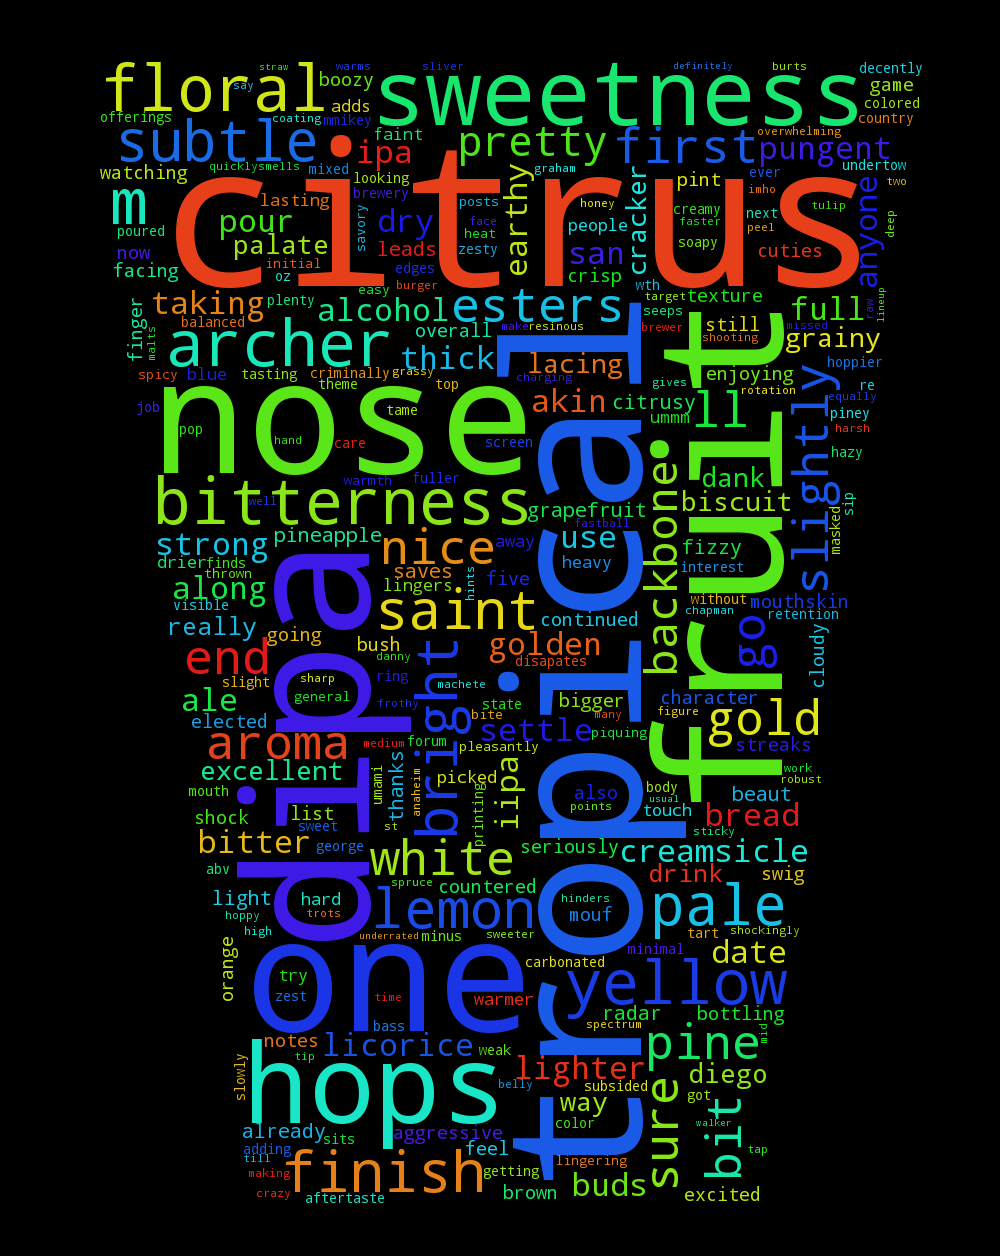 straw warms sliver definitely burts decently
floral say boozy sweetness game
offerings coating adds colored
mmikey country
subtle faint pretty first overwhelming pungent
ipa
watching quickly smells mixed looking graham pint ever undertow
citrus
m lasting brewery posts honey imho two
poured pour savory earthy people cracker creamy next tulip anyone
dry face faster peel deep
now palate leads heat zesty san soapy cuties
facing initial edges crisp
oz burger wth
taking plenty easy alcohol esters target texture full raw lineup
finger balanced seeps
malts archer overall make resinous brewer still missed grainy
thick lacing shooting
spicy blue tasting criminally grassy charging gives enjoying hoppier
theme top rotation re
job nose tame akin citrusy ll equally
pop hand care screen ummm piney
harsh
warmth fuller dank slightly hazy
bitterness well grapefruit backbone biscuit sip
fastball masked
strong pineapple nice away use fizzy
drier finds saves heavy interest
thrown lingers five
along hints without mouthskin
visible saint continued chapman retention
really going golden go cloudy
bush
end danny disapates
slight sharp ring machete tropical fruit character
ale general frothy state bigger
elected bite many figure gold
aroma medium forum settle piquing streaks
pleasantly
excellent dipa umami thanks bright picked iipa also body work
mouth anaheim points usual robust
shock list printing touch beaut
sweet st bread
bitter george seriously sticky
white creamsicle
abv spruce countered drink swig
light hard lemon hinders pale
hoppy trots mouf
high underrated minus sweeter tart shockingly
orange one carbonated minimal date
try
zest time warmer yellow
bass radar bottling
notes licorice weak spectrum pine mid
tip lighter
slowly hops belly subsided diego
way sure got
already aggressive color bit walker
adding sits feel
till lingering tap
making finish getting buds
crazy aftertaste brown excited